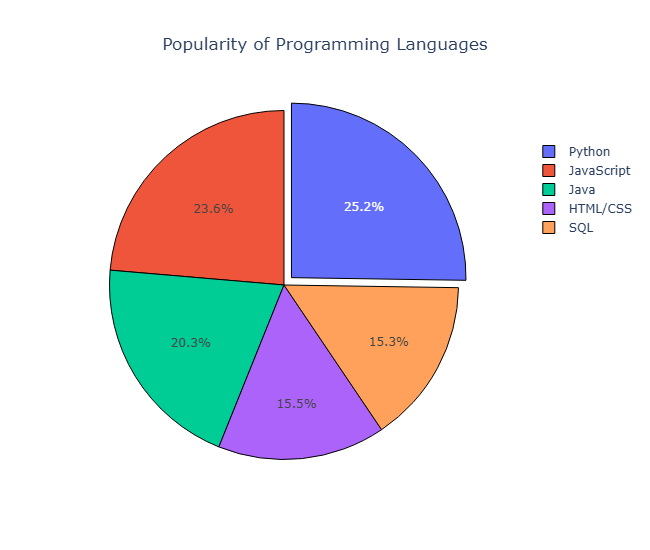 Popularity of Programming Languages
Python
JavaScript
Java
HTML/CSS
SQL
25.2%
23.6%
20.3%
15.5%
15.3%